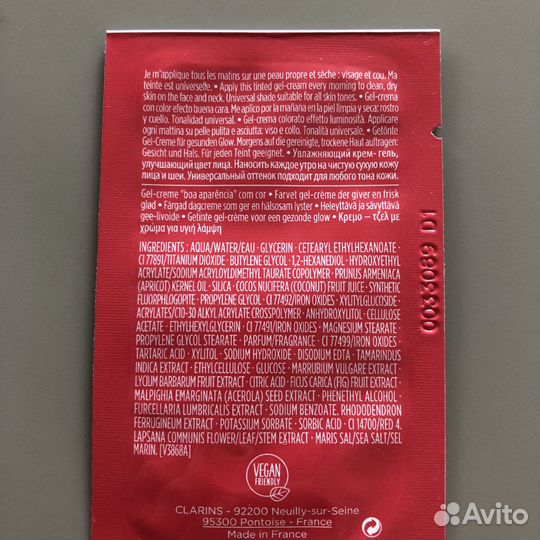 Je m'applique tous les matins sur une peau propre et sèche : visage et cou. Ma
teinte est universelle. • Apply this tinted gel-cream every morning to clean, dry
skin on the face and neck. Universal shade suitable for all skin tones. • Gel-crema
con color efecto buena cara. Me aplico por la mañana en la piel limpia y seca: rostro
y cuello. Tonalidad universal. • Gel-crema colorato effetto luminosità. Applicare
ogni mattina su pelle pulita e asciutta: viso e collo. Tonalità universale. • Getönte
Gel-Creme für gesunden Glow. Morgens auf die gereinigte, trockene Haut auftragen:
Gesicht und Hals. Für jeden Teint geeignet. • Увлажняющий крем-гель,
улучшающий цвет лица. Наносить каждое утро на чистую сухую кожу
лица и шеи. Универсальный оттенок подходит для любого тона кожи.
Gel-creme "boa aparência" com cor • Farvet gel-crème der giver en frisk
glød • Färgad dagcreme som ger en hälsosam lyster • Heleyttävä ja sävyttävä
gee-livoide • Getinte gel-crème voor een gezonde glow • Κρεμο – τζελ με
χρώμα για υγιή λάμψη
INGREDIENTS : AQUA/WATER/EAU • GLYCERIN • CETEARYL ETHYLHEXANOATE •
CI 77891/TITANIUM DIOXIDE • BUTYLENE GLYCOL • 1,2-HEXANEDIOL • HYDROXYETHYL
ACRYLATE/SODIUM ACRYLOYLDIMETHYL TAURATE COPOLYMER • PRUNUS ARMENIACA
(APRICOT) KERNEL OIL • SILICA • COCOS NUCIFERA (COCONUT) FRUIT JUICE • SYNTHETIC
FLUORPHLOGOPITE • PROPYLENE GLYCOL • CI 77492/IRON OXIDES • XYLITYLGLUCOSIDE •
ACRYLATES/C10-30 ALKYL ACRYLATE CROSSPOLYMER • ANHYDROXYLITOL • CELLULOSE
ACETATE • ETHYLHEXYLGLYCERIN • CI 77491/IRON OXIDES • MAGNESIUM STEARATE •
PROPYLENE GLYCOL STEARATE • PARFUM/FRAGRANCE • CI 77499/IRON OXIDES •
TARTARIC ACID • XYLITOL • SODIUM HYDROXIDE • DISODIUM EDTA • TAMARINDUS
INDICA EXTRACT • ETHYLCELLULOSE • GLUCOSE • MARRUBIUM VULGARE EXTRACT •
LYCIUM BARBARUM FRUIT EXTRACT • CITRIC ACID • FICUS CARICA (FIG) FRUIT EXTRACT •
MALPIGHIA EMARGINATA (ACEROLA) SEED EXTRACT • PHENETHYL ALCOHOL •
FURCELLARIA LUMBRICALIS EXTRACT • SODIUM BENZOATE, RHODODENDRON
FERRUGINEUM EXTRACT • POTASSIUM SORBATE • SORBIC ACID • CI 14700/RED 4.
LAPSANA COMMUNIS FLOWER/LEAF/STEM EXTRACT • MARIS SAL/SEA SALT/SEL
MARIN. [V3868A]
VEGAN
FRIENDLY
CLARINS - 92200 Neuilly-sur-Seine
95300 Pontoise - France
Made in France
0033089 D1
Avito